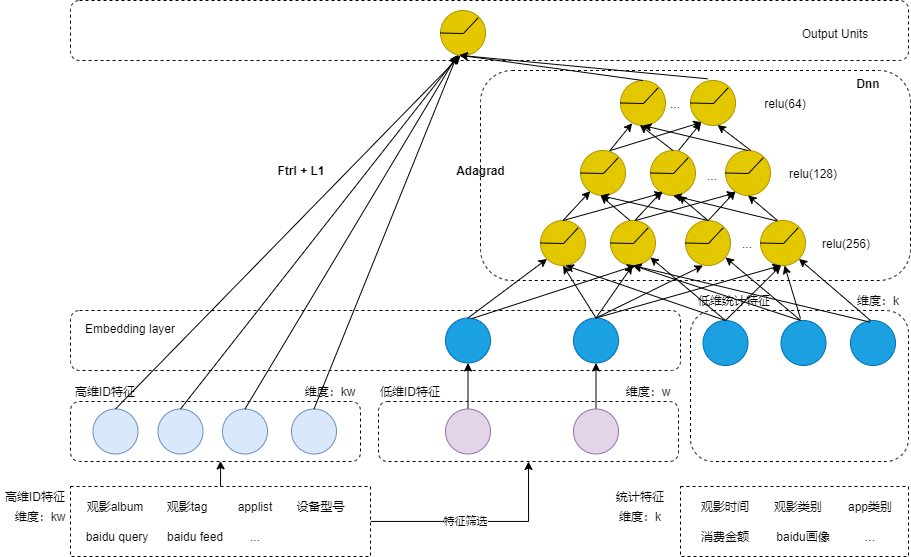 Output Units
Dnn
... relu(64)
Ftrl + L1
Adagrad
... relu(128)
... relu(256)
低维统计特征 维度：k
Embedding layer
高维ID特征 维度：kw
低维ID特征 维度：w
高维ID特征
维度：kw
观影album 观影tag applist 设备型号
baidu query baidu feed ...
特征筛选
统计特征
维度：k
观影时间 观影类别 app类别
消费金额 baidu画像 ...